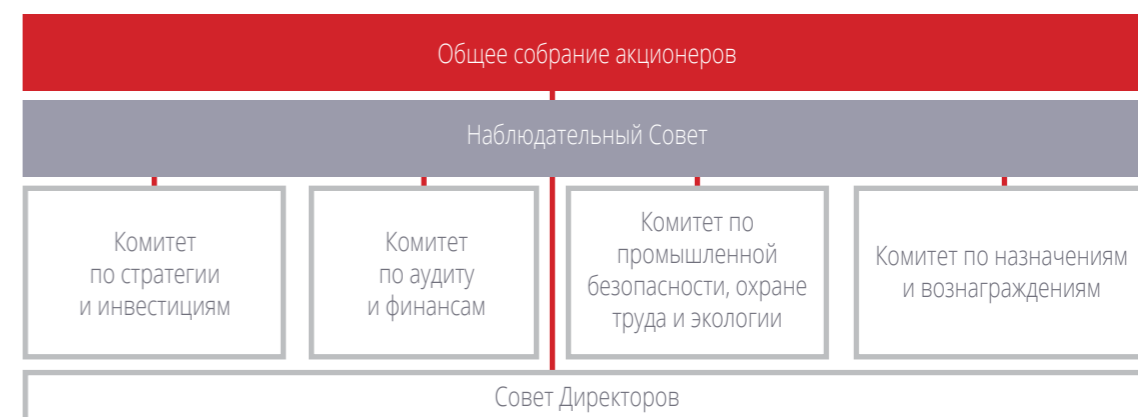 Общее собрание акционеров
Наблюдательный Совет
Комитет
по стратегии
и инвестициям
Комитет
по аудиту
и финансам
Комитет по
промышленной
безопасности, охране
труда и экологии
Комитет по назначениям
и вознаграждениям
Совет Директоров